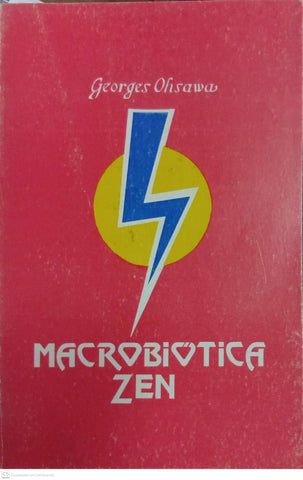 Georges Ohsawa
MACROBIÓTICA
ZEN